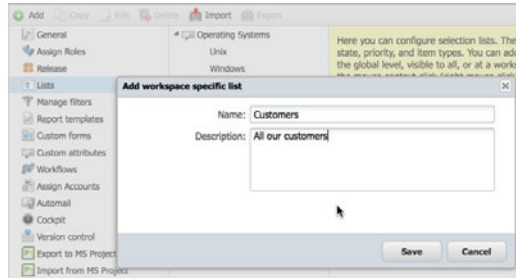 Add Copy Edit Delete Import Export
General
Assign Roles
Release
Lists
Manage filters
Report templates
Custom forms
Custom attributes
Workflows
Assign Accounts
Automail
Cockpit
Version control
Export to MS Project
Import from MS Project
Operating Systems
Unix
Windows
Here you can configure selection lists. The
state, priority, and item types. You can add
the global level, visible to all, or at a works
Add workspace specific list
Name: Customers
Description: All our customers
Save Cancel